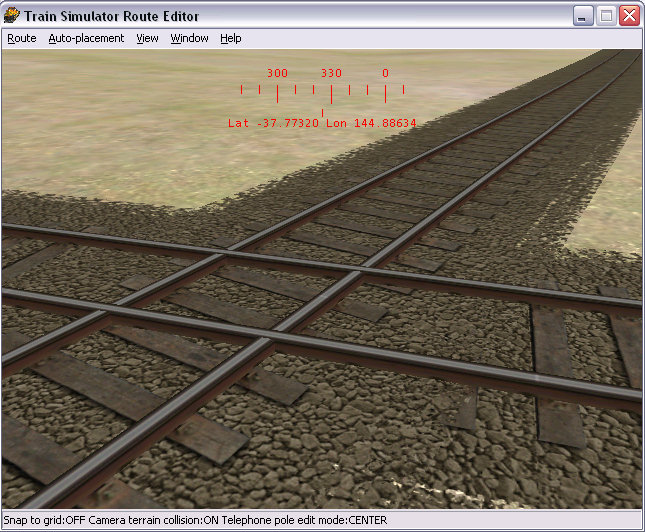 Train Simulator Route Editor
Route Auto-placement View Window Help
300 330 0
Lat -37.77320 Lon 144.88634
Snap to grid:OFF Camera terrain collision:ON Telephone pole edit mode:CENTER